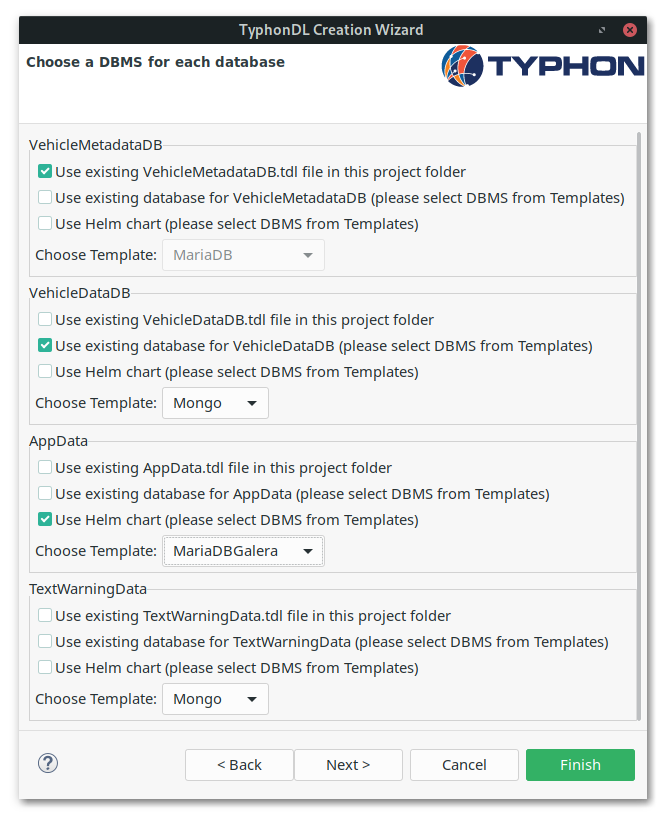 TyphonDL Creation Wizard
Choose a DBMS for each database
TYPHON
VehicleMetadataDB
Use existing VehicleMetadataDB.tdl file in this project folder
Use existing database for VehicleMetadataDB (please select DBMS from Templates)
Use Helm chart (please select DBMS from Templates)
Choose Template: MariaDB
VehicleDataDB
Use existing VehicleDataDB.tdl file in this project folder
Use existing database for VehicleDataDB (please select DBMS from Templates)
Use Helm chart (please select DBMS from Templates)
Choose Template: Mongo
AppData
Use existing AppData.tdl file in this project folder
Use existing database for AppData (please select DBMS from Templates)
Use Helm chart (please select DBMS from Templates)
Choose Template: MariaDBGalera
TextWarningData
Use existing TextWarningData.tdl file in this project folder
Use existing database for TextWarningData (please select DBMS from Templates)
Use Helm chart (please select DBMS from Templates)
Choose Template: Mongo
? < Back Next > Cancel Finish